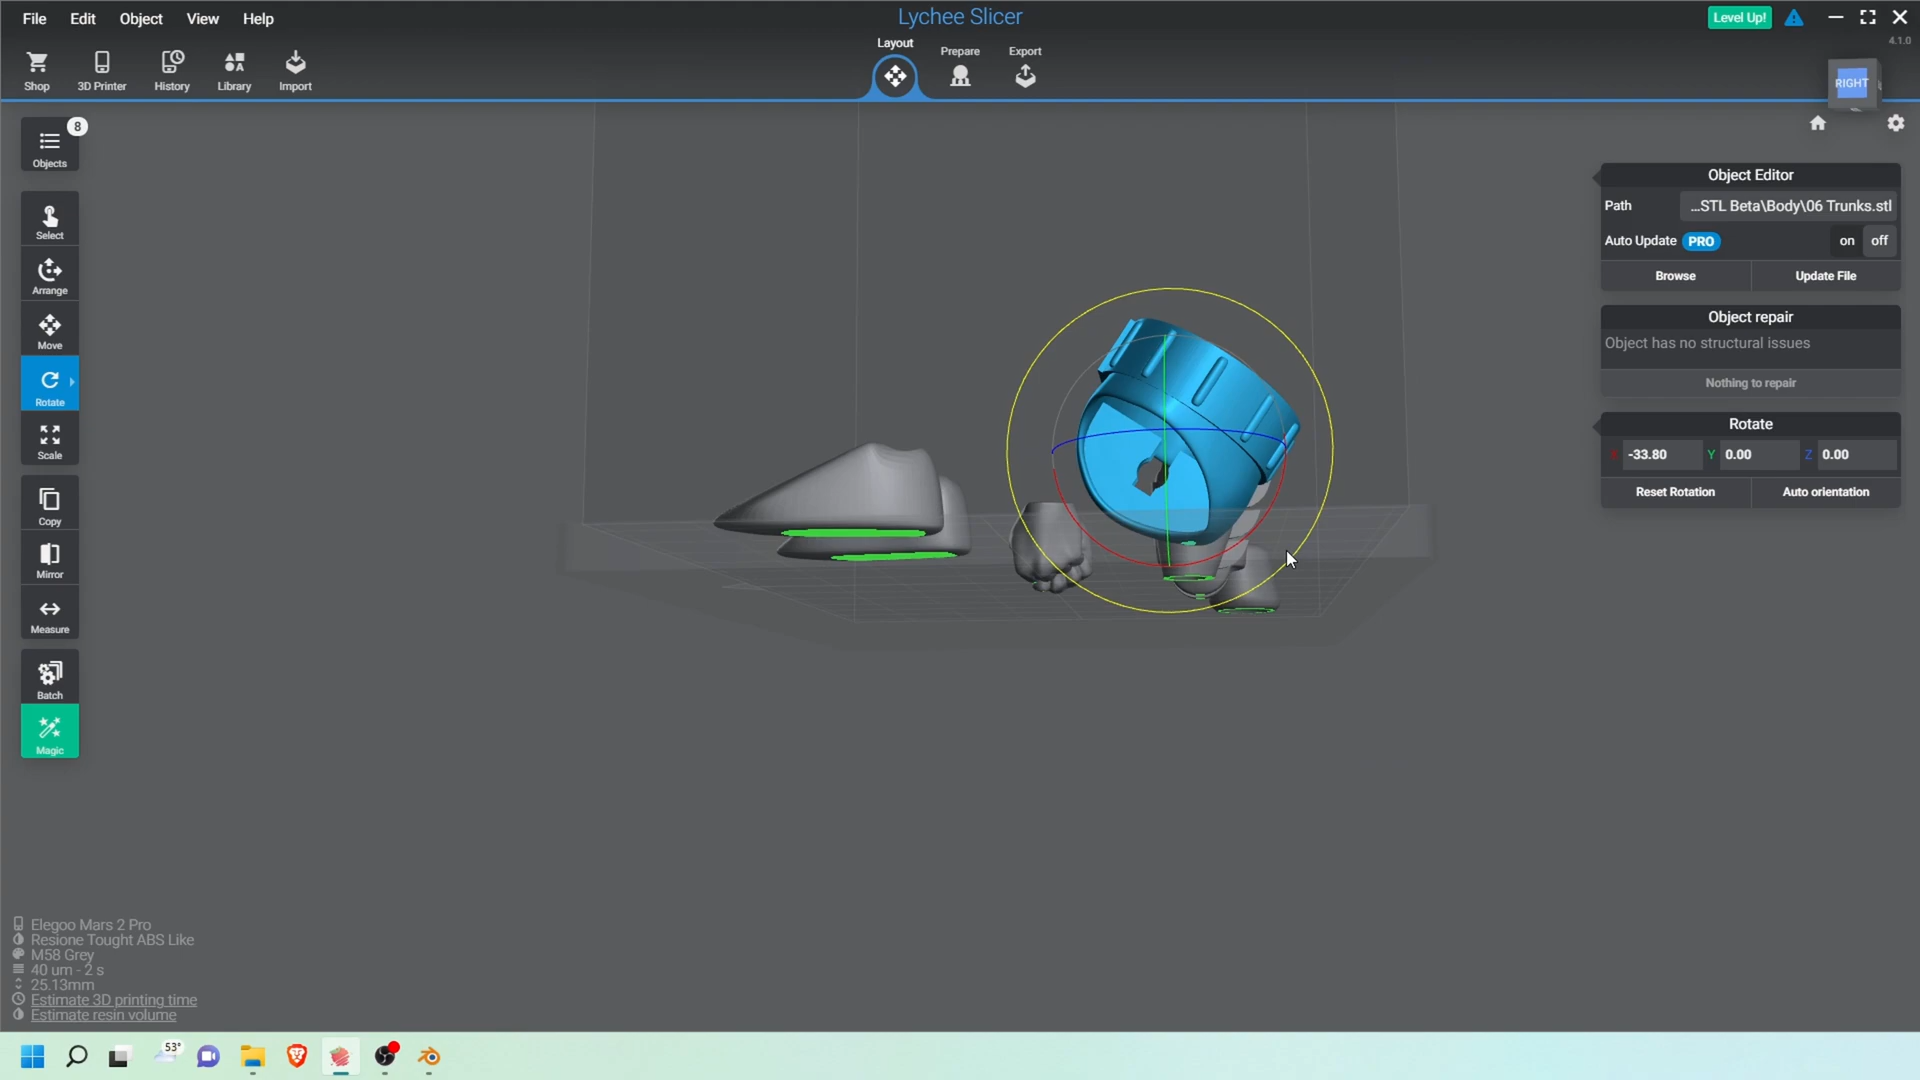 File Edit Object View Help
Lychee Slicer
Level Up!
4.1.0
Shop 3D Printer History Library Import
Layout Prepare Export
RIGHT
8
Objects
Select
Arrange
Move
Rotate
Scale
Copy
Mirror
Measure
Batch
Magic
Object Editor
Path ...STL Beta\Body\06 Trunks.stl
Auto Update PRO on off
Browse Update File
Object repair
Object has no structural issues
Nothing to repair
Rotate
X -33.80 Y 0.00 Z 0.00
Reset Rotation Auto orientation
Elegoo Mars 2 Pro
Resione Tought ABS Like
M58 Grey
40 um - 2 s
25.13mm
Estimate 3D printing time
Estimate resin volume
53°